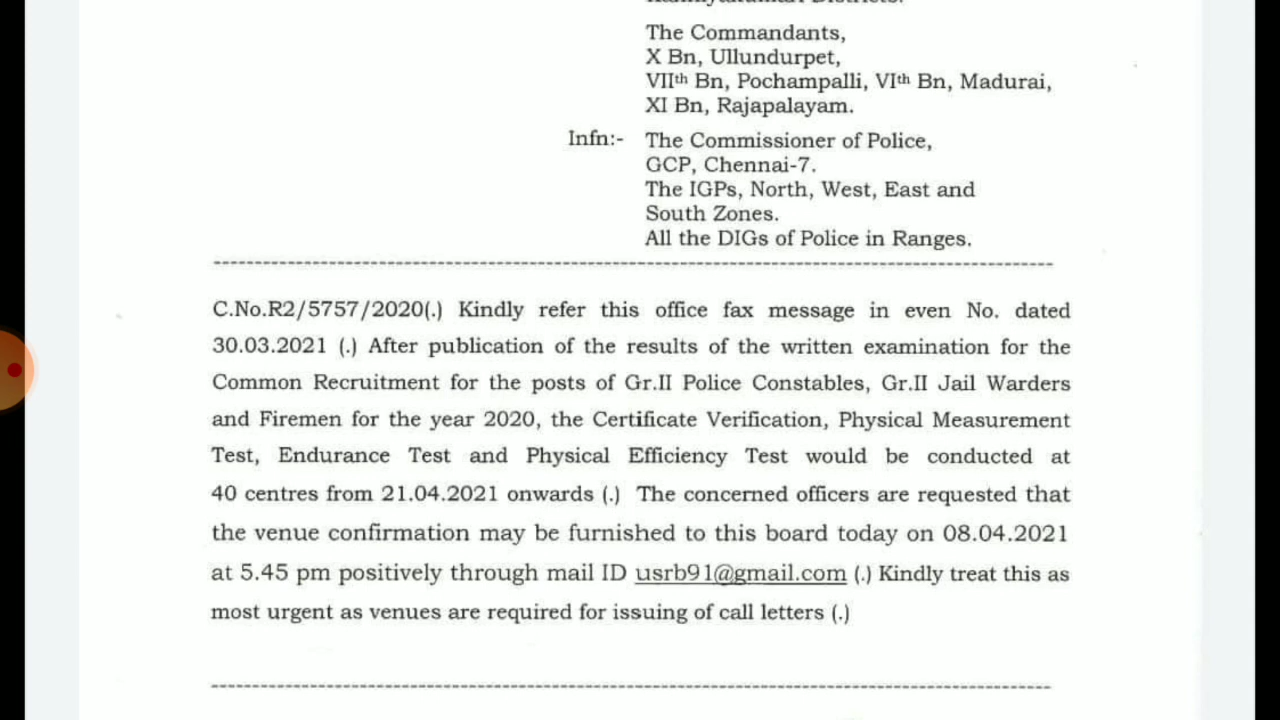 The Commandants,
X Bn, Ullundurpet,
VIIth Bn, Pochampalli, VIth Bn, Madurai,
XI Bn, Rajapalayam.
Infn:- The Commissioner of Police,
GCP, Chennai-7.
The IGPs, North, West, East and
South Zones.
All the DIGs of Police in Ranges.
C.No.R2/5757/2020(.) Kindly refer this office fax message in even No. dated
30.03.2021 (.) After publication of the results of the written examination for the
Common Recruitment for the posts of Gr.II Police Constables, Gr.II Jail Warders
and Firemen for the year 2020, the Certificate Verification, Physical Measurement
Test, Endurance Test and Physical Efficiency Test would be conducted at
40 centres from 21.04.2021 onwards (.) The concerned officers are requested that
the venue confirmation may be furnished to this board today on 08.04.2021
at 5.45 pm positively through mail ID usrb91@gmail.com (.) Kindly treat this as
most urgent as venues are required for issuing of call letters (.)